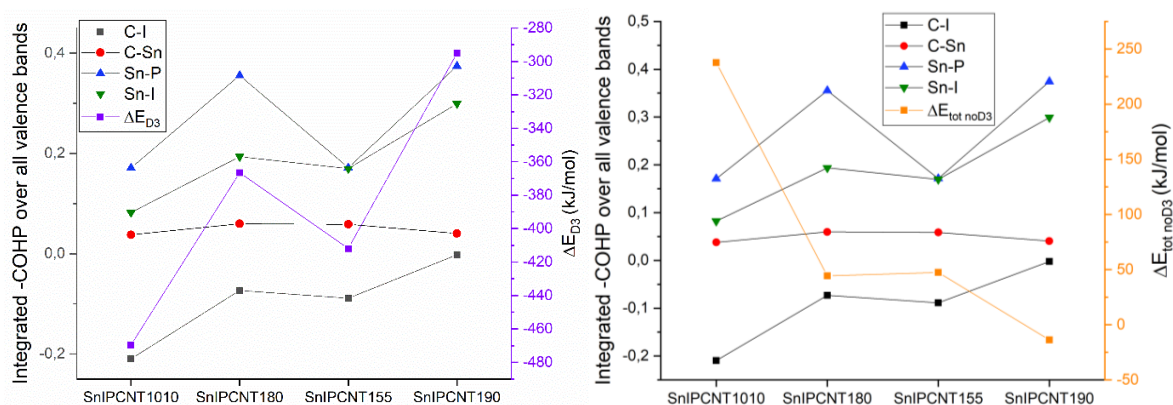 C-I
C-Sn
Sn-P
Sn-I
ΔE_D3
Integrated -COHP over all valence bands
0,4
0,2
0,0
-0,2
-280
-300
-320
-340
-360
-380
-400
-420
-440
-460
-480
ΔE_D3 (kJ/mol)
SnIPCNT1010 SnIPCNT180 SnIPCNT155 SnIPCNT190
C-I
C-Sn
Sn-P
Sn-I
ΔE_tot noD3
Integrated -COHP over all valence bands
0,5
0,4
0,3
0,2
0,1
0,0
-0,1
-0,2
250
200
150
100
50
0
-50
ΔE_tot noD3 (kJ/mol)
SnIPCNT1010 SnIPCNT180 SnIPCNT155 SnIPCNT190